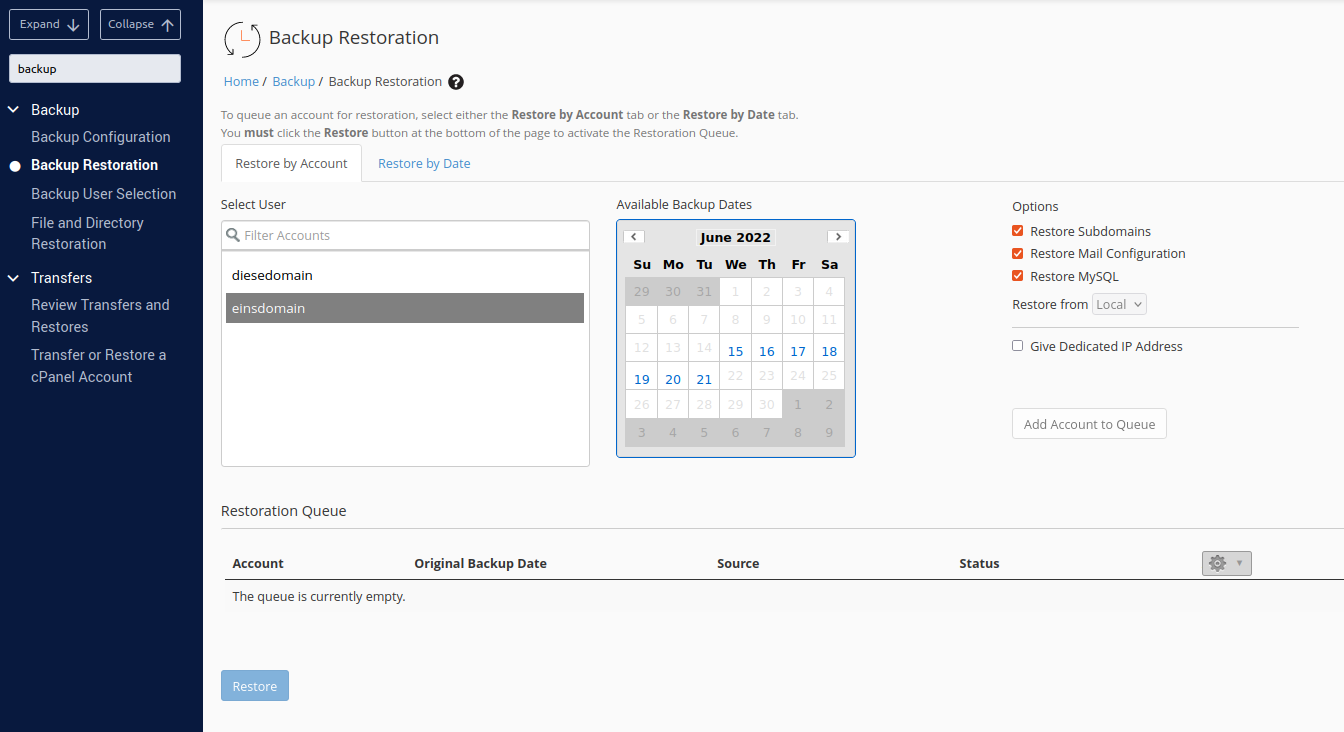 Expand
Collapse
backup
Backup
Backup Configuration
Backup Restoration
Backup User Selection
File and Directory
Restoration
Transfers
Review Transfers and
Restores
Transfer or Restore a
cPanel Account
Backup Restoration
Home / Backup / Backup Restoration ?
To queue an account for restoration, select either the Restore by Account tab or the Restore by Date tab.
You must click the Restore button at the bottom of the page to activate the Restoration Queue.
Restore by Account
Restore by Date
Select User
Filter Accounts
diesedomain
einsdomain
Available Backup Dates
June 2022
Su Mo Tu We Th Fr Sa
29 30 31 1 2 3 4
5 6 7 8 9 10 11
12 13 14 15 16 17 18
19 20 21 22 23 24 25
26 27 28 29 30 1 2
3 4 5 6 7 8 9
Options
Restore Subdomains
Restore Mail Configuration
Restore MySQL
Restore from Local
Give Dedicated IP Address
Add Account to Queue
Restoration Queue
Account Original Backup Date Source Status
The queue is currently empty.
Restore